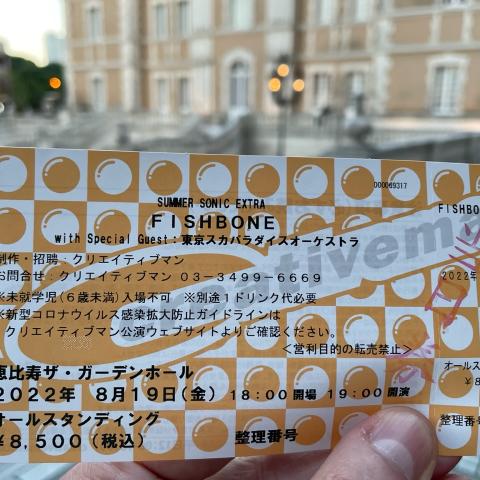 000069317
SUMMER SONIC EXTRA
FISHBONE
with Special Guest：東京スカパラダイスオーケストラ
制作・招聘：クリエイティブマン
お問合せ：クリエイティブマン ０３－３４９９－６６６９
※未就学児（６歳未満）入場不可 ※別途１ドリンク代必要
※新型コロナウイルス感染拡大防止ガイドラインは
クリエイティブマン公演ウェブサイトよりご確認ください。
＜営利目的の転売禁止＞
恵比寿ザ・ガーデンホール
2022年 8月19日(金) 18:00 開場 19:00 開演
オールスタンディング
￥8,500（税込）
整理番号
creativeman
FISHB
2022年
オールス
￥8
整理番号